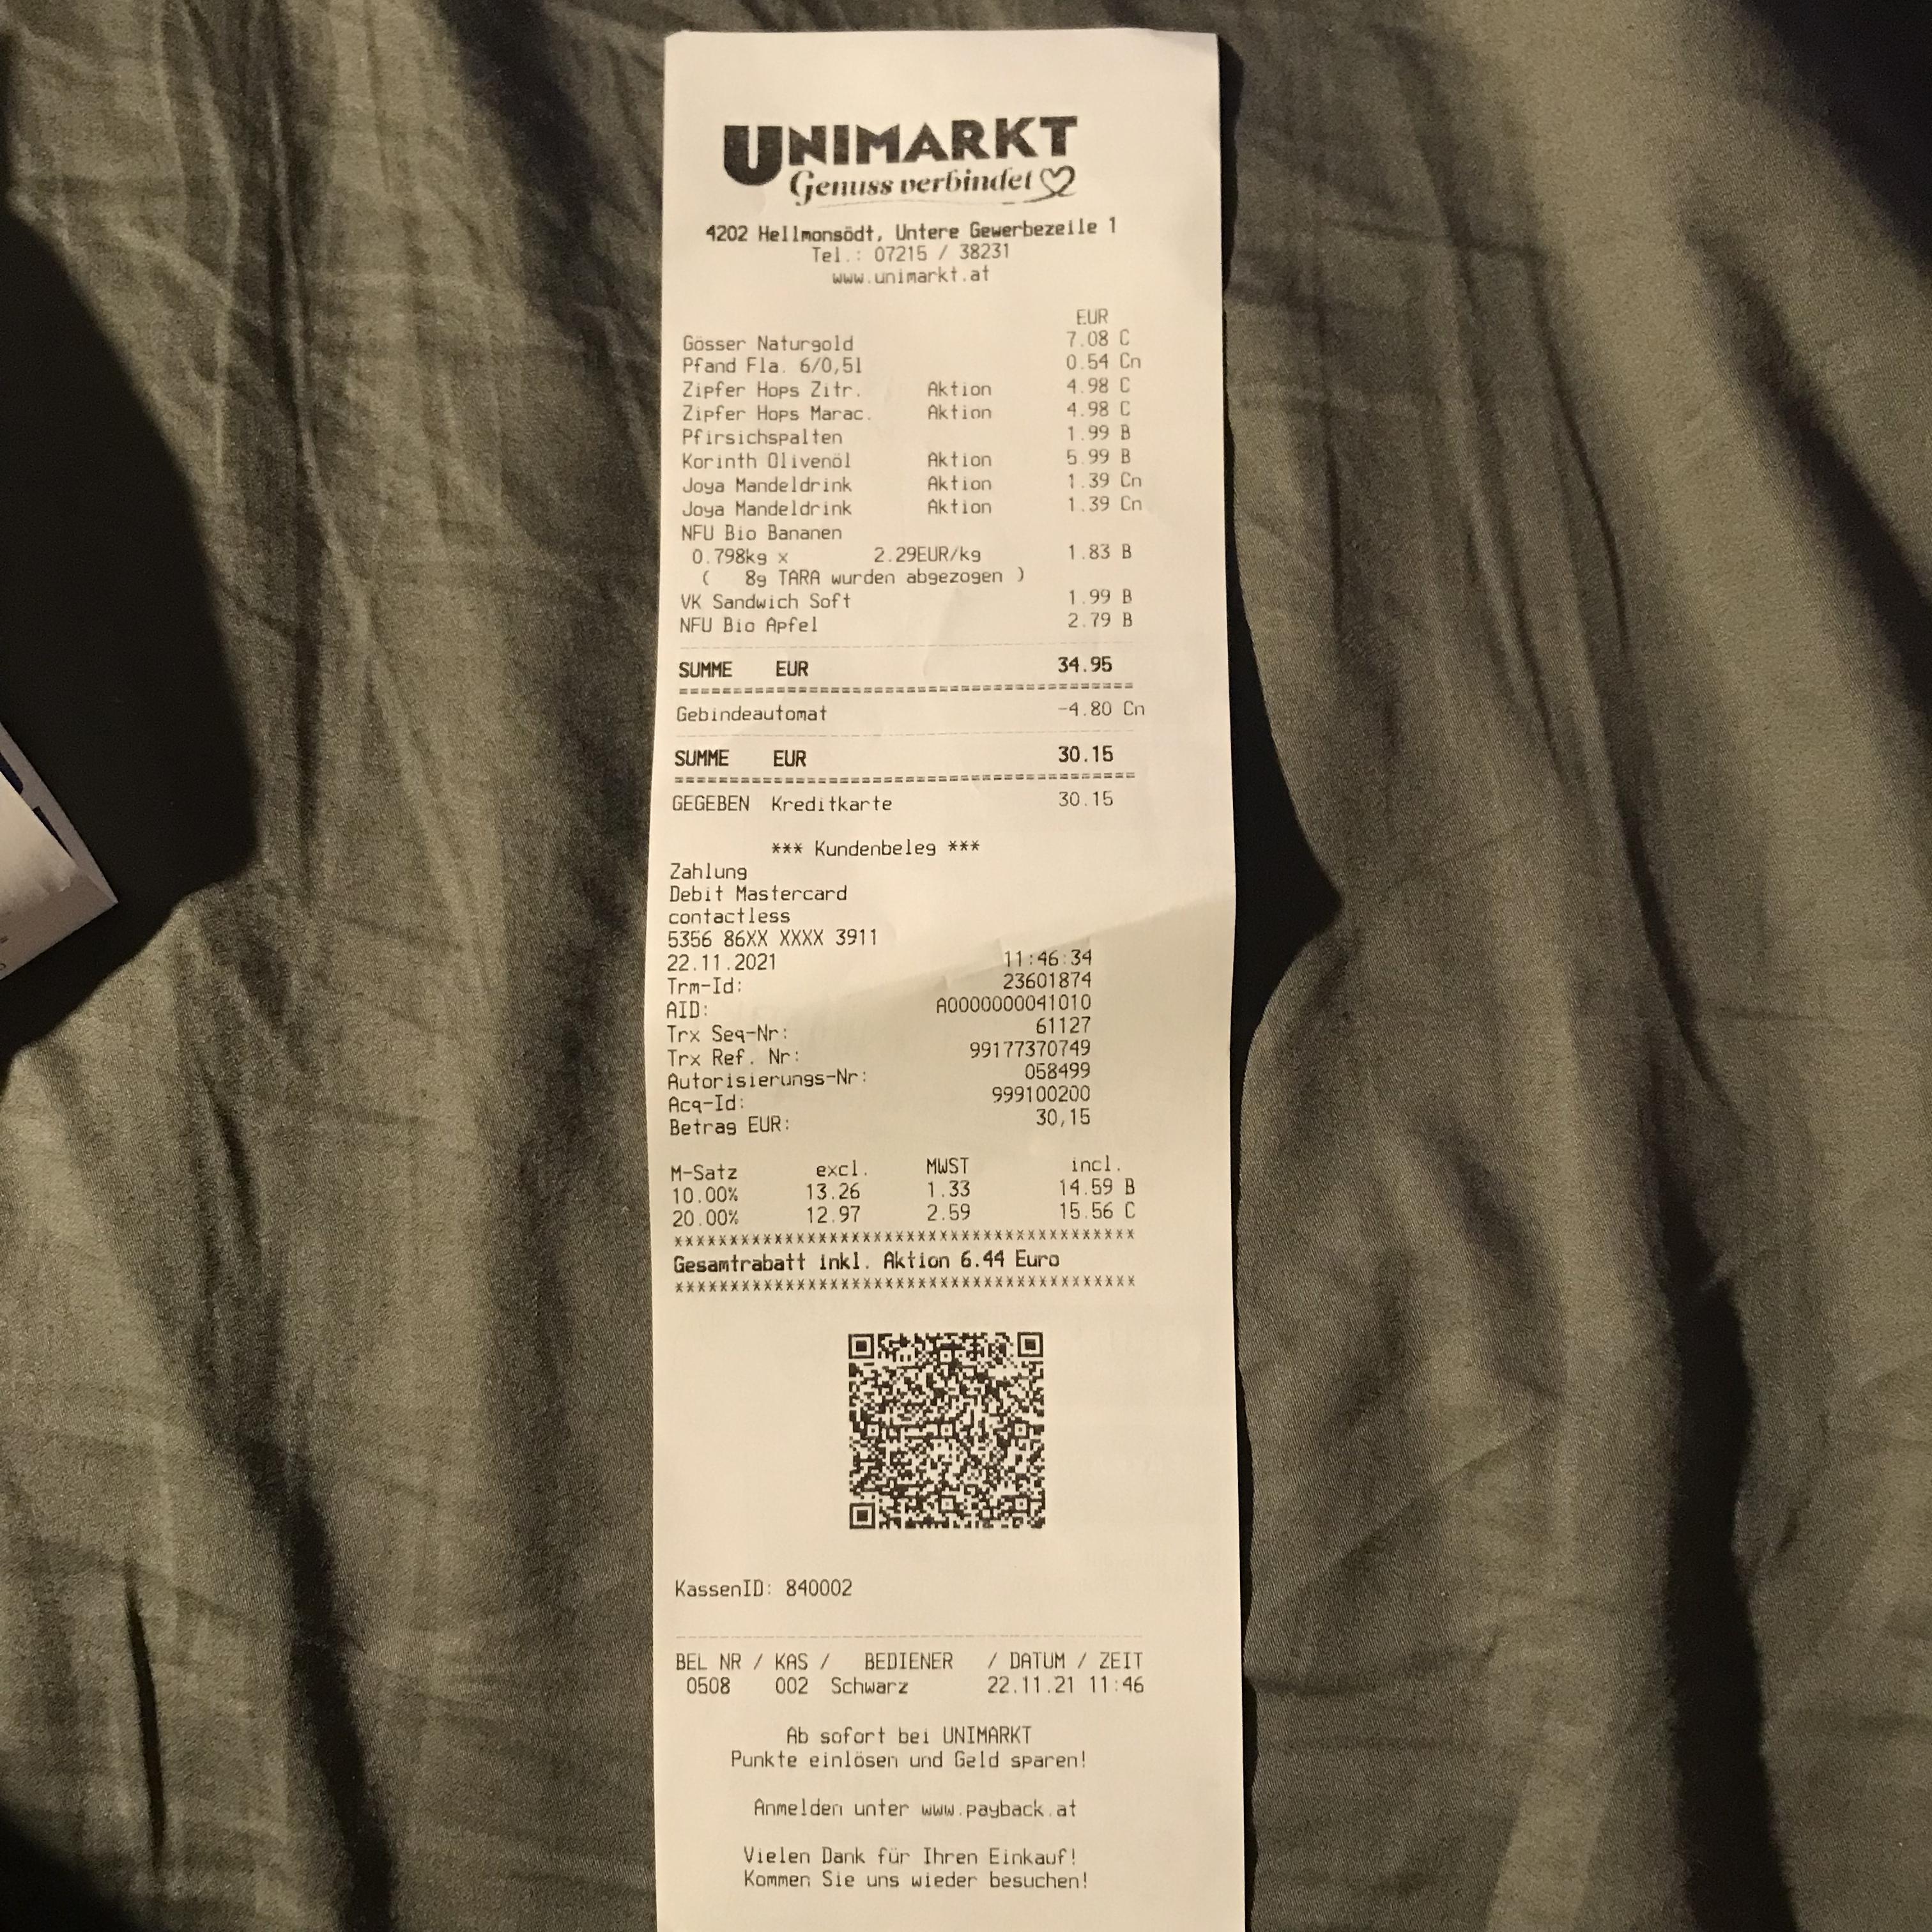 UNIMARKT
Genuss verbindet
4202 Hellmonsödt, Untere Gewerbezeile 1
Tel.: 07215 / 38231
www.unimarkt.at
EUR
Gösser Naturgold 7.08 C
Pfand Fla. 6/0,5l 0.54 Cn
Zipfer Hops Zitr. Aktion 4.98 C
Zipfer Hops Marac. Aktion 4.98 C
Pfirsichspalten 1.99 B
Korinth Olivenöl Aktion 5.99 B
Joya Mandeldrink Aktion 1.39 Cn
Joya Mandeldrink Aktion 1.39 Cn
NFU Bio Bananen
0.798kg x 2.29EUR/kg 1.83 B
( 8g TARA wurden abgezogen )
VK Sandwich Soft 1.99 B
NFU Bio Apfel 2.79 B
SUMME EUR 34.95
Gebindeautomat -4.80 Cn
SUMME EUR 30.15
GEGEBEN Kreditkarte 30.15
*** Kundenbeleg ***
Zahlung
Debit Mastercard
contactless
5356 86XX XXXX 3911
22.11.2021 11:46:34
Trm-Id: 23601874
AID: A0000000041010
Trx Seq-Nr: 61127
Trx Ref. Nr: 99177370749
Autorisierungs-Nr: 058499
Acq-Id: 999100200
Betrag EUR: 30,15
M-Satz excl. MWST incl.
10.00% 13.26 1.33 14.59 B
20.00% 12.97 2.59 15.56 C
Gesamtrabatt inkl. Aktion 6.44 Euro
KassenID: 840002
BEL NR / KAS / BEDIENER / DATUM / ZEIT
0508 002 Schwarz 22.11.21 11:46
Ab sofort bei UNIMARKT
Punkte einlösen und Geld sparen!
Anmelden unter www.payback.at
Vielen Dank für Ihren Einkauf!
Kommen Sie uns wieder besuchen!